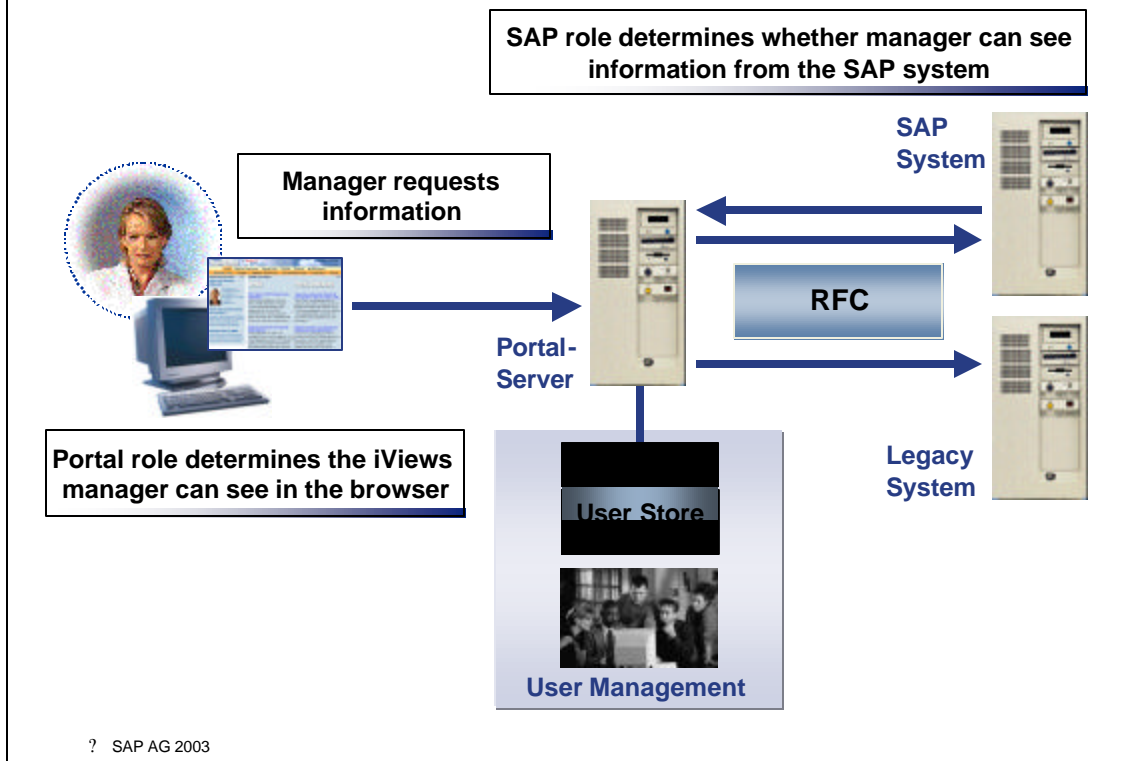 SAP role determines whether manager can see
information from the SAP system
SAP
System
Manager requests
information
RFC
Portal-
Server
Portal role determines the iViews
manager can see in the browser
Legacy
System
User Store
User Management
? SAP AG 2003